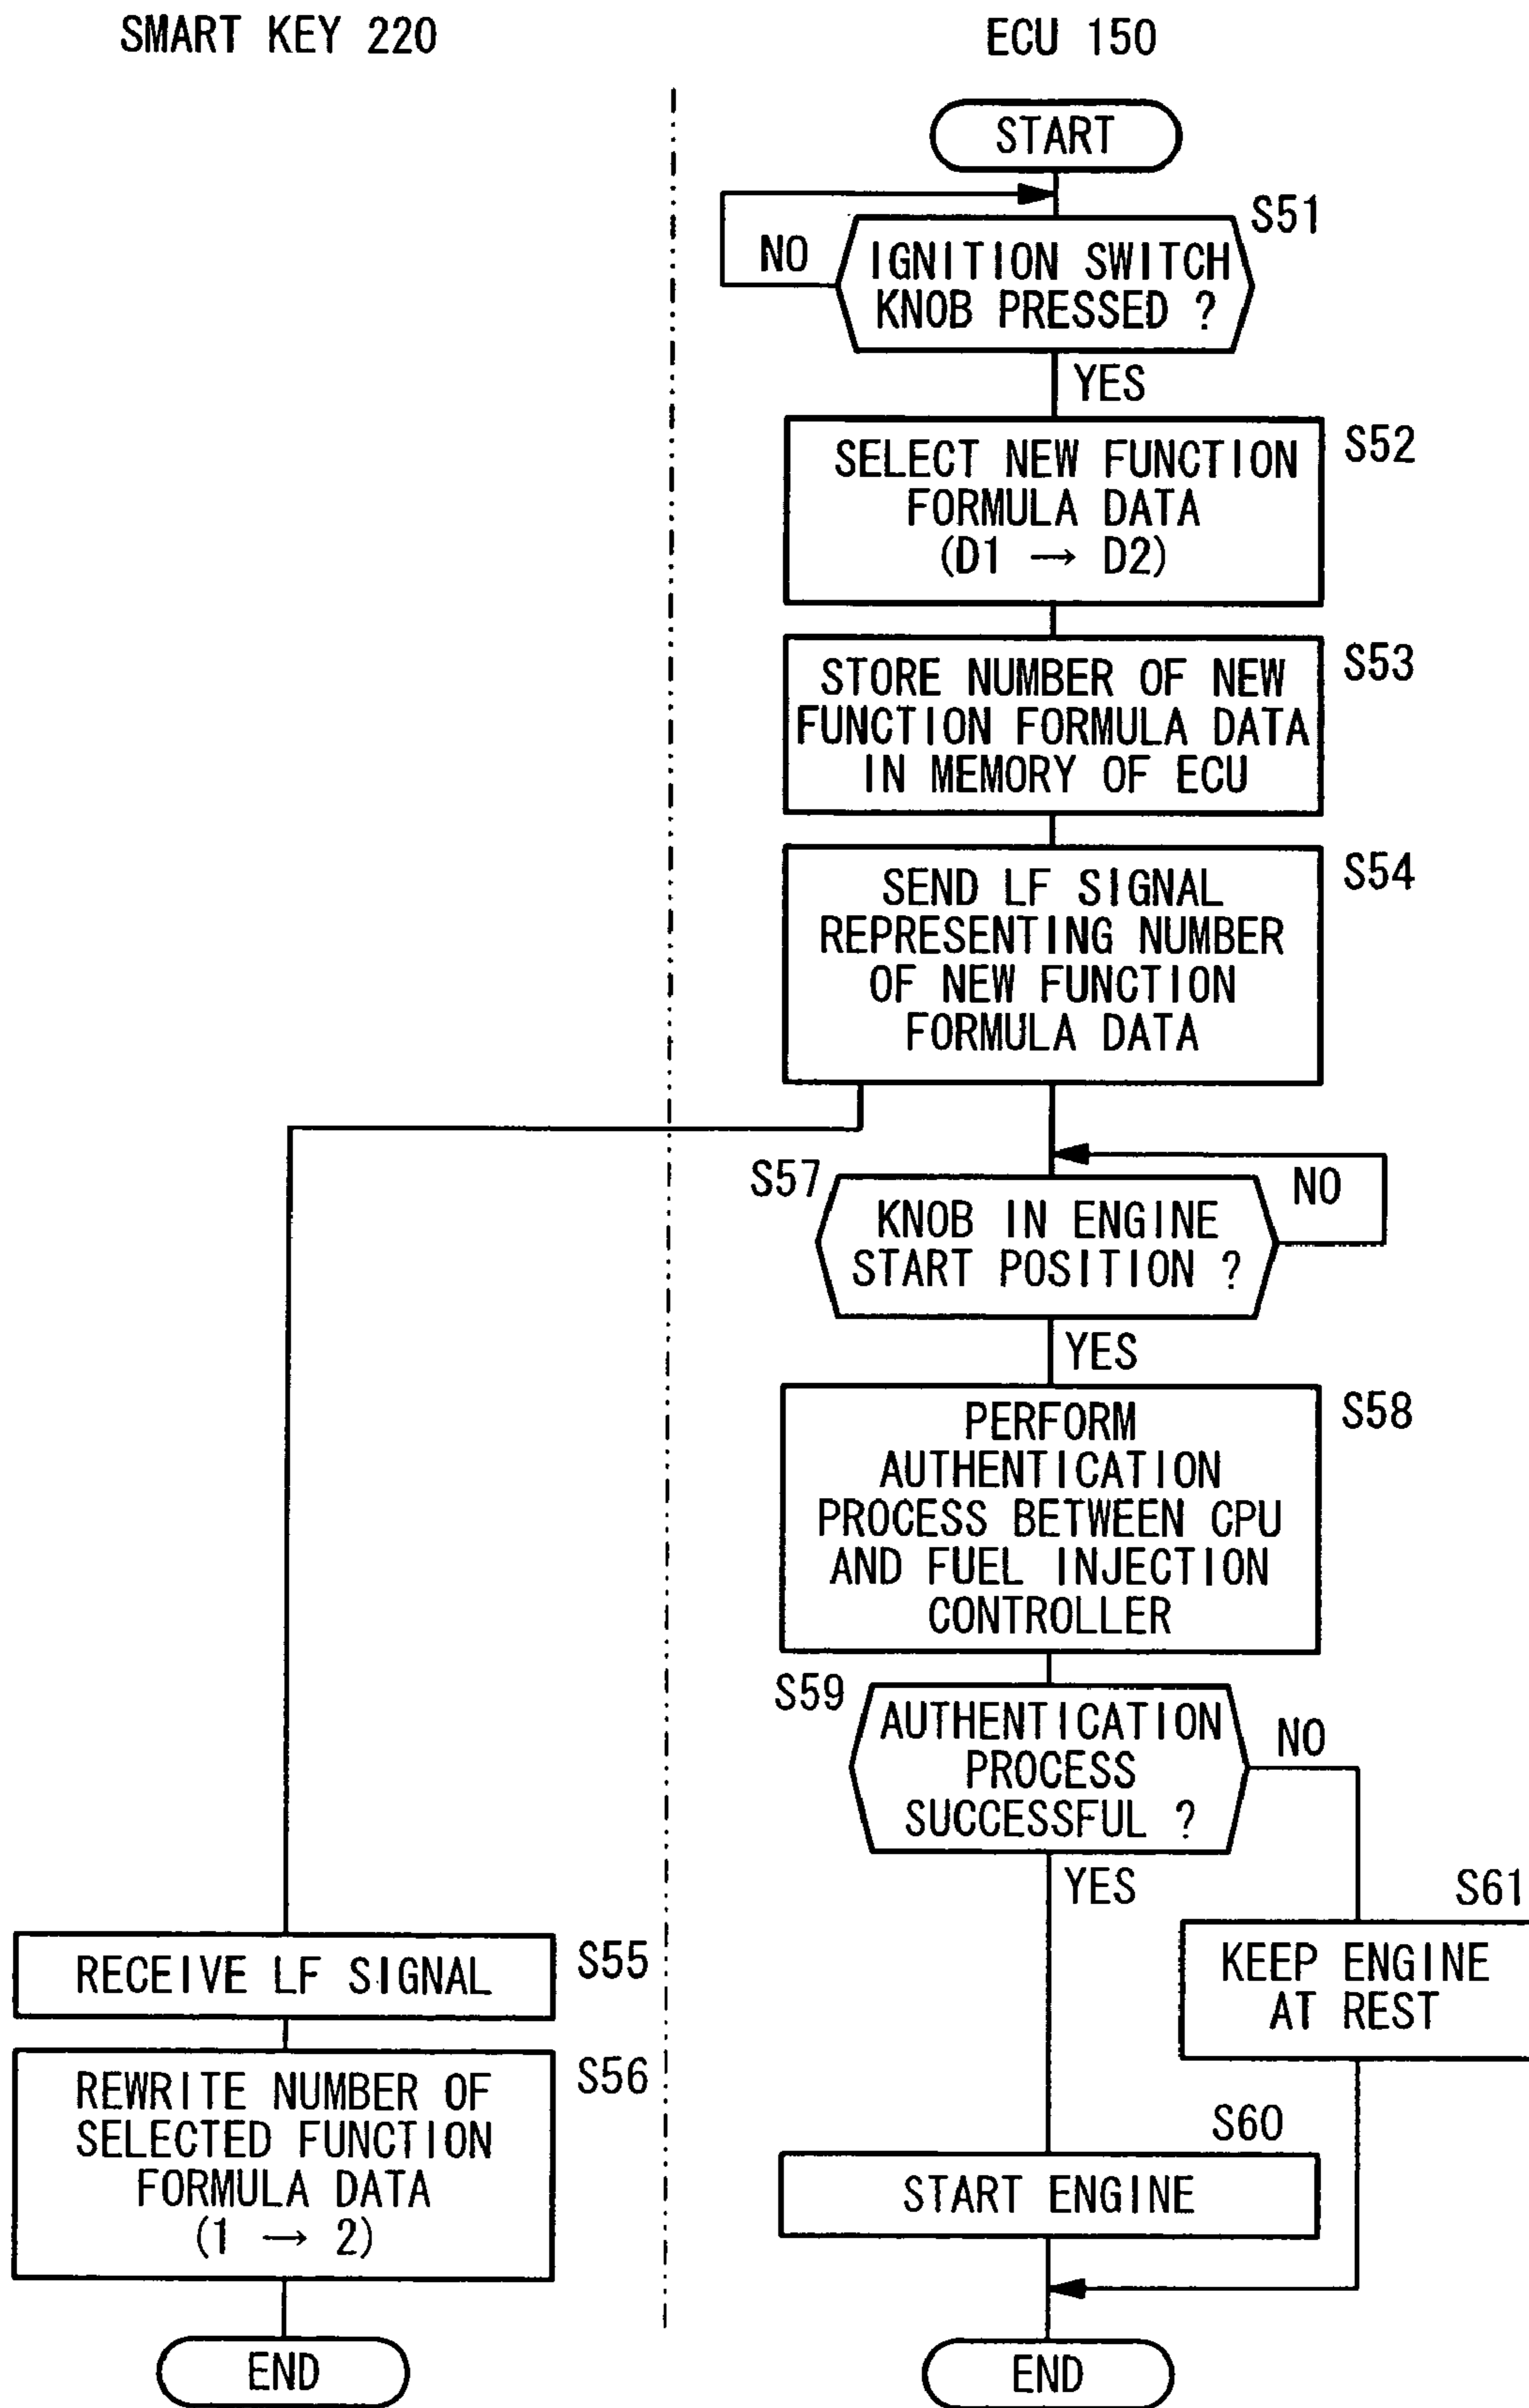 SMART KEY 220
ECU 150
START
S51
NO
IGNITION SWITCH
KNOB PRESSED ?
YES
S52
SELECT NEW FUNCTION
FORMULA DATA
(D1 → D2)
S53
STORE NUMBER OF NEW
FUNCTION FORMULA DATA
IN MEMORY OF ECU
S54
SEND LF SIGNAL
REPRESENTING NUMBER
OF NEW FUNCTION
FORMULA DATA
S57
NO
KNOB IN ENGINE
START POSITION ?
YES
S58
PERFORM
AUTHENTICATION
PROCESS BETWEEN CPU
AND FUEL INJECTION
CONTROLLER
S59
AUTHENTICATION
PROCESS
SUCCESSFUL ?
NO
YES
S61
KEEP ENGINE
AT REST
RECEIVE LF SIGNAL
S55
REWRITE NUMBER OF
SELECTED FUNCTION
FORMULA DATA
(1 → 2)
S56
S60
START ENGINE
END
END